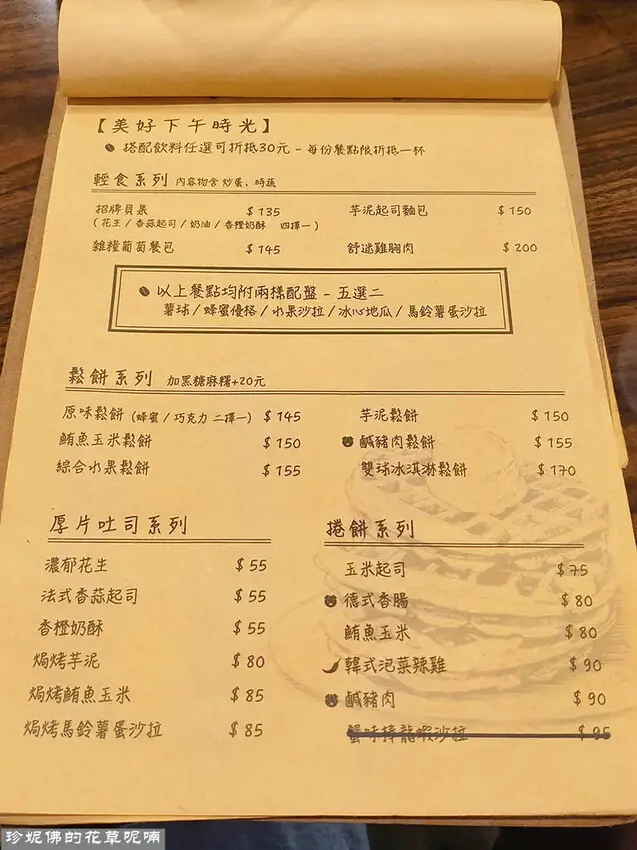 【美好下午時光】
搭配飲料任選可折抵30元 - 每份餐點限折抵一杯
輕食系列 內容物含 炒蛋、時蔬
招牌貝果 $135 芋泥起司麵包 $150
(花生/香蒜起司/奶油/香橙奶酥 四擇一)
雜糧葡萄餐包 $145 舒迷雞胸肉 $200
以上餐點均附兩樣配盤 - 五選二
薯球/蜂蜜優格/水果沙拉/冰心地瓜/馬鈴薯蛋沙拉
鬆餅系列 加黑糖麻糬+20元
原味鬆餅 (蜂蜜/巧克力 二擇一) $145 芋泥鬆餅 $150
鮪魚玉米鬆餅 $150 鹹豬肉鬆餅 $155
綜合水果鬆餅 $155 雙球冰淇淋鬆餅 $170
厚片吐司系列
濃郁花生 $55
法式香蒜起司 $55
香橙奶酥 $55
焗烤芋泥 $80
焗烤鮪魚玉米 $85
焗烤馬鈴薯蛋沙拉 $85
捲餅系列
玉米起司 $75
德式香腸 $80
鮪魚玉米 $80
韓式泡菜辣雞 $90
鹹豬肉 $90
蟹味棒龍蝦沙拉 $95
珍妮佛的花草呢喃